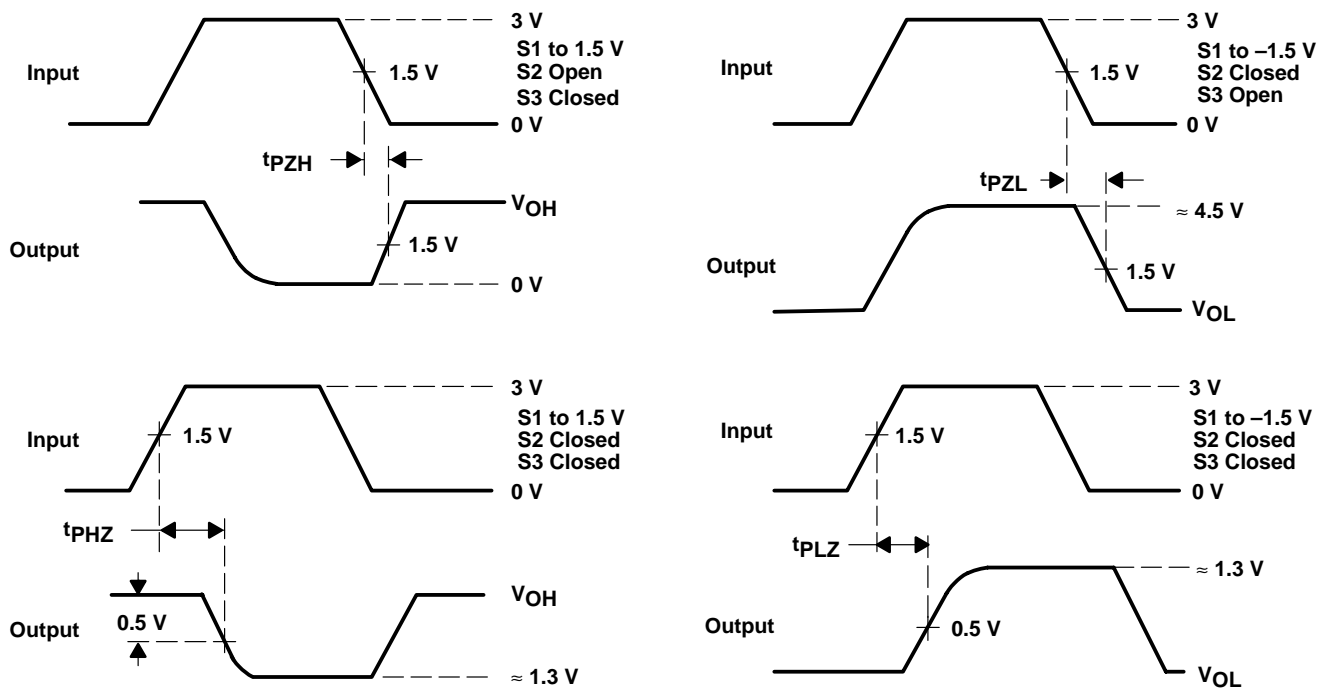 3 V
S1 to 1.5 V
Input
1.5 V
S2 Open
S3 Closed
0 V
tPZH
VOH
Output
1.5 V
0 V
3 V
S1 to –1.5 V
Input
1.5 V
S2 Closed
S3 Open
0 V
tPZL
≈ 4.5 V
Output
1.5 V
VOL
3 V
S1 to 1.5 V
Input
1.5 V
S2 Closed
S3 Closed
0 V
tPHZ
VOH
0.5 V
Output
≈ 1.3 V
3 V
S1 to –1.5 V
Input
1.5 V
S2 Closed
S3 Closed
0 V
tPLZ
≈ 1.3 V
Output
0.5 V
VOL